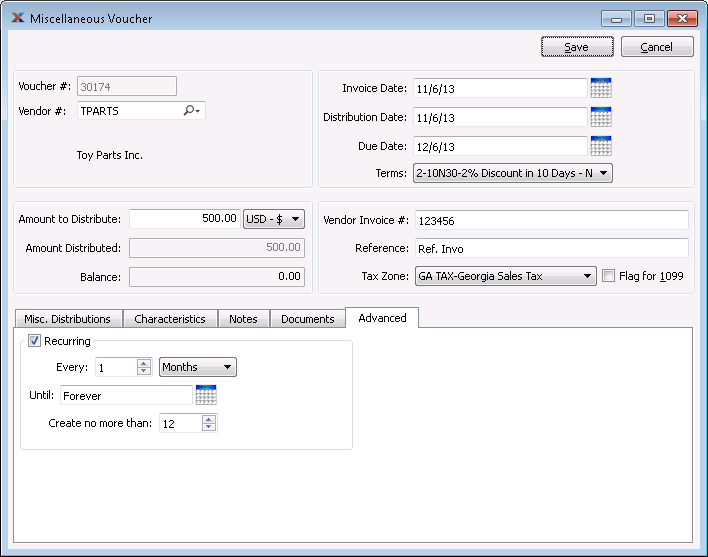 Miscellaneous Voucher
Save Cancel
Voucher #: 30174
Vendor #: TPARTS
Toy Parts Inc.
Invoice Date: 11/6/13
Distribution Date: 11/6/13
Due Date: 12/6/13
Terms: 2-10N30-2% Discount in 10 Days - N
Amount to Distribute: 500.00 USD - $
Amount Distributed: 500.00
Balance: 0.00
Vendor Invoice #: 123456
Reference: Ref. Invo
Tax Zone: GA TAX-Georgia Sales Tax Flag for 1099
Misc. Distributions Characteristics Notes Documents Advanced
Recurring
Every: 1 Months
Until: Forever
Create no more than: 12